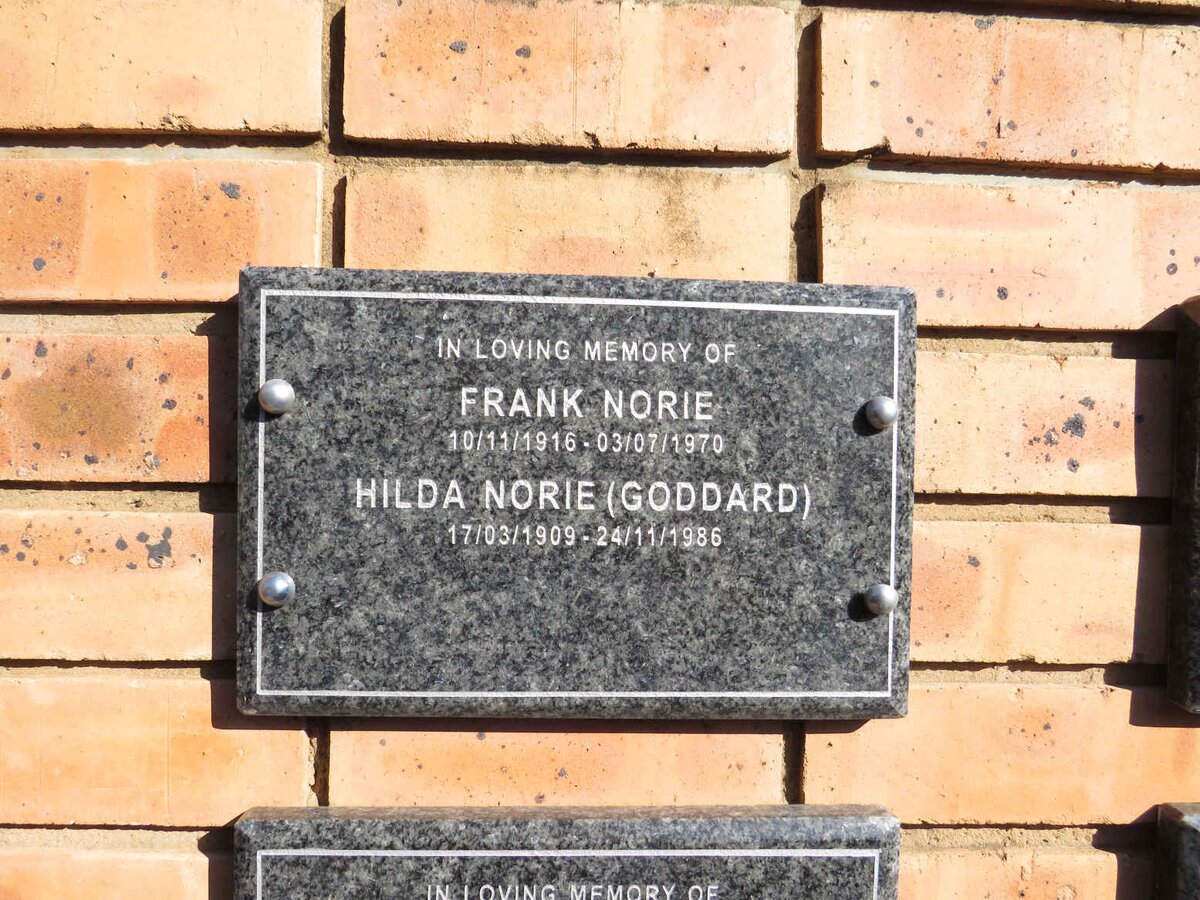 IN LOVING MEMORY OF
FRANK NORIE
10/11/1916 - 03/07/1970
HILDA NORIE (GODDARD)
17/03/1909 - 24/11/1986
IN LOVING MEMORY OF